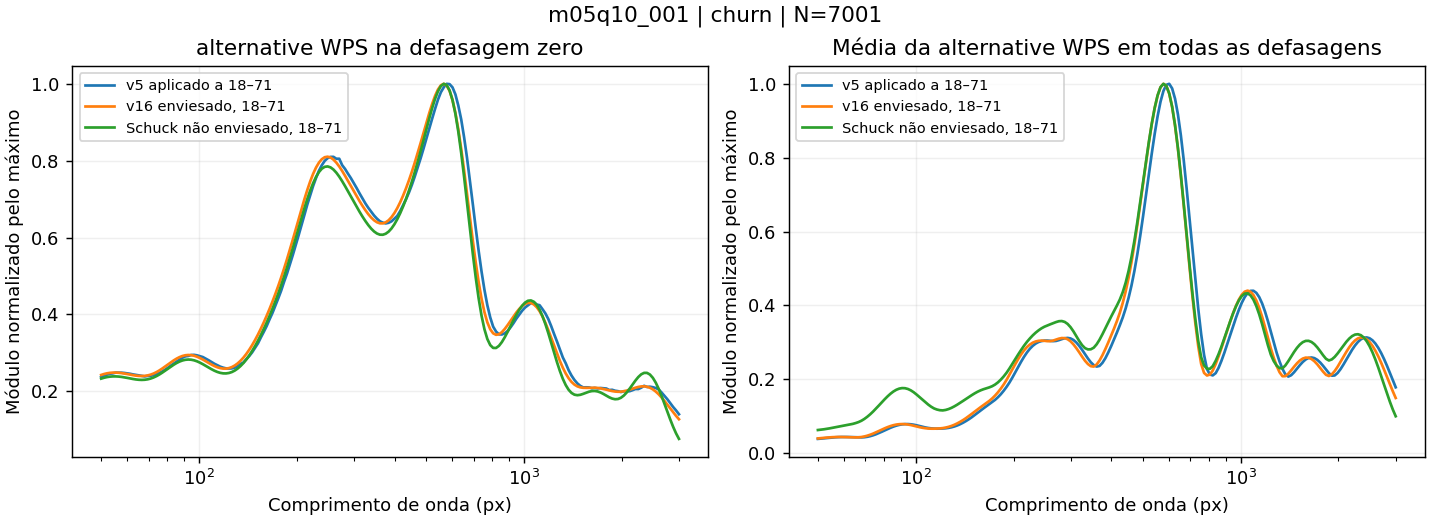 m05q10_001 | churn | N=7001
alternative WPS na defasagem zero
Módulo normalizado pelo máximo
1.0
0.8
0.6
0.4
0.2
v5 aplicado a 18–71
v16 enviesado, 18–71
Schuck não enviesado, 18–71
10²
10³
Comprimento de onda (px)
Média da alternative WPS em todas as defasagens
Módulo normalizado pelo máximo
1.0
0.8
0.6
0.4
0.2
0.0
v5 aplicado a 18–71
v16 enviesado, 18–71
Schuck não enviesado, 18–71
10²
10³
Comprimento de onda (px)